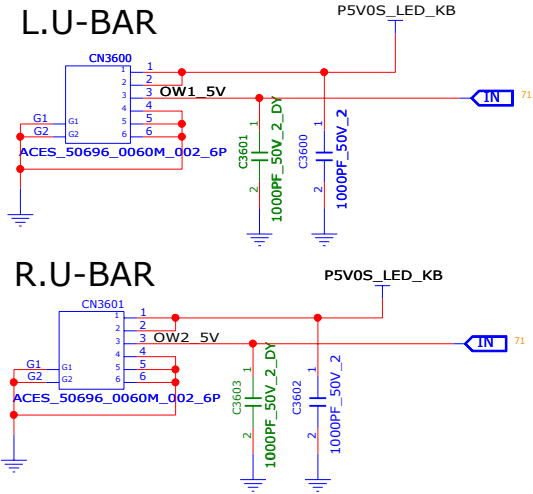 L.U-BAR
P5V0S_LED_KB
CN3600
1 1
2 2
3 3 OW1_5V
IN 71
4 4
G1 G1 5 5
G2 G2 6 6
ACES_50696_0060M_002_6P
C3601 1 2 1000PF_50V_2_DY
C3600 1 2 1000PF_50V_2
R.U-BAR
P5V0S_LED_KB
CN3601
1 1
2 2
3 3 OW2_5V
IN 71
4 4
G1 G1 5 5
G2 G2 6 6
ACES_50696_0060M_002_6P
C3603 1 2 1000PF_50V_2_DY
C3602 1 2 1000PF_50V_2